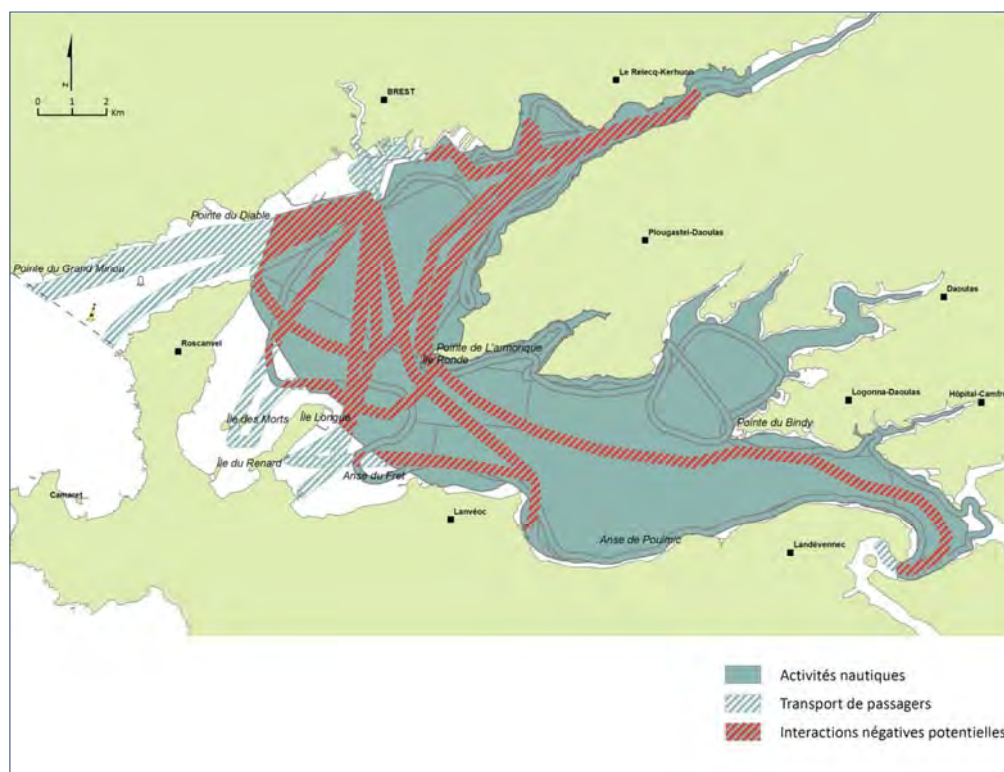 Le Relecq-Kerhuon
BREST
N
0 1 2
Km
Pointe du Diable
Plougastel-Daoulas
Pointe du Grand Minou
Daoulas
Roscanvel
Pointe de L'armorique
Île Ronde
Logonna-Daoulas
Hôpital-Camfro
Île des Morts
Île Longue
Pointe du Bindy
Île du Renard
Anse du Fret
Camaret
Lanvéoc
Anse de Poulmic
Landévennec
Activités nautiques
Transport de passagers
Interactions négatives potentielles